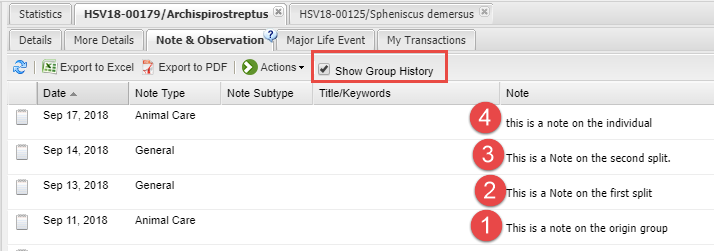 Statistics HSV18-00179/Archispirostreptus HSV18-00125/Spheniscus demersus
Details More Details Note & Observation ? Major Life Event My Transactions
Export to Excel Export to PDF Actions Show Group History
Date Note Type Note Subtype Title/Keywords Note
Sep 17, 2018 Animal Care 4 this is a note on the individual
Sep 14, 2018 General 3 This is a Note on the second split.
Sep 13, 2018 General 2 This is a Note on the first split
Sep 11, 2018 Animal Care 1 This is a note on the origin group